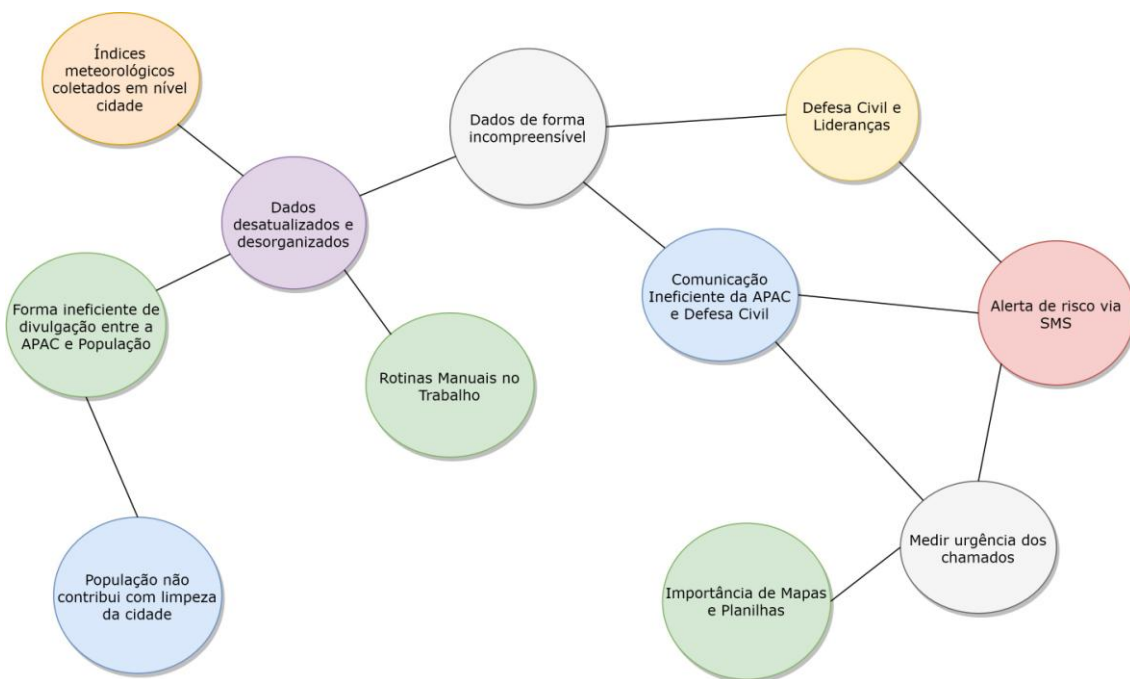 Índices
meteorológicos
coletados em nível
cidade
Dados de forma
incompreensível
Defesa Civil e
Lideranças
Dados
desatualizados e
desorganizados
Comunicação
Ineficiente da APAC
e Defesa Civil
Forma ineficiente de
divulgação entre a
APAC e População
Alerta de risco via
SMS
Rotinas Manuais no
Trabalho
Medir urgência dos
chamados
População não
contribui com limpeza
da cidade
Importância de Mapas
e Planilhas